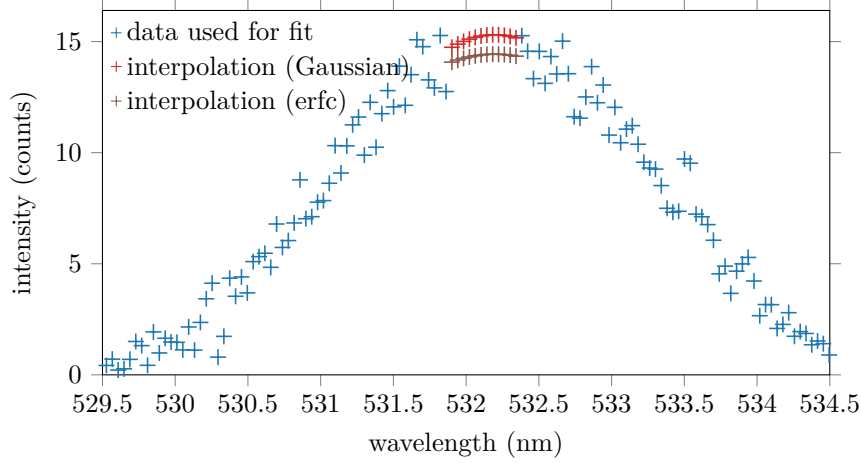 15
10
5
0
intensity (counts)
data used for fit
interpolation (Gaussian)
interpolation (erfc)
529.5 530 530.5 531 531.5 532 532.5 533 533.5 534 534.5
wavelength (nm)